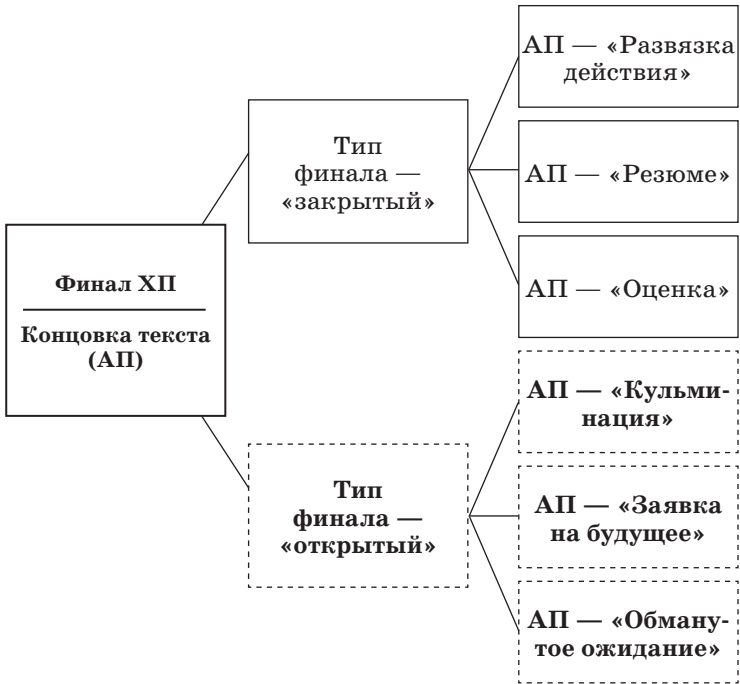 Финал ХП
Концовка текста
(АП)
Тип
финала —
«закрытый»
АП — «Развязка
действия»
АП — «Резюме»
АП — «Оценка»
Тип
финала —
«открытый»
АП — «Кульми-
нация»
АП — «Заявка
на будущее»
АП — «Обману-
тое ожидание»